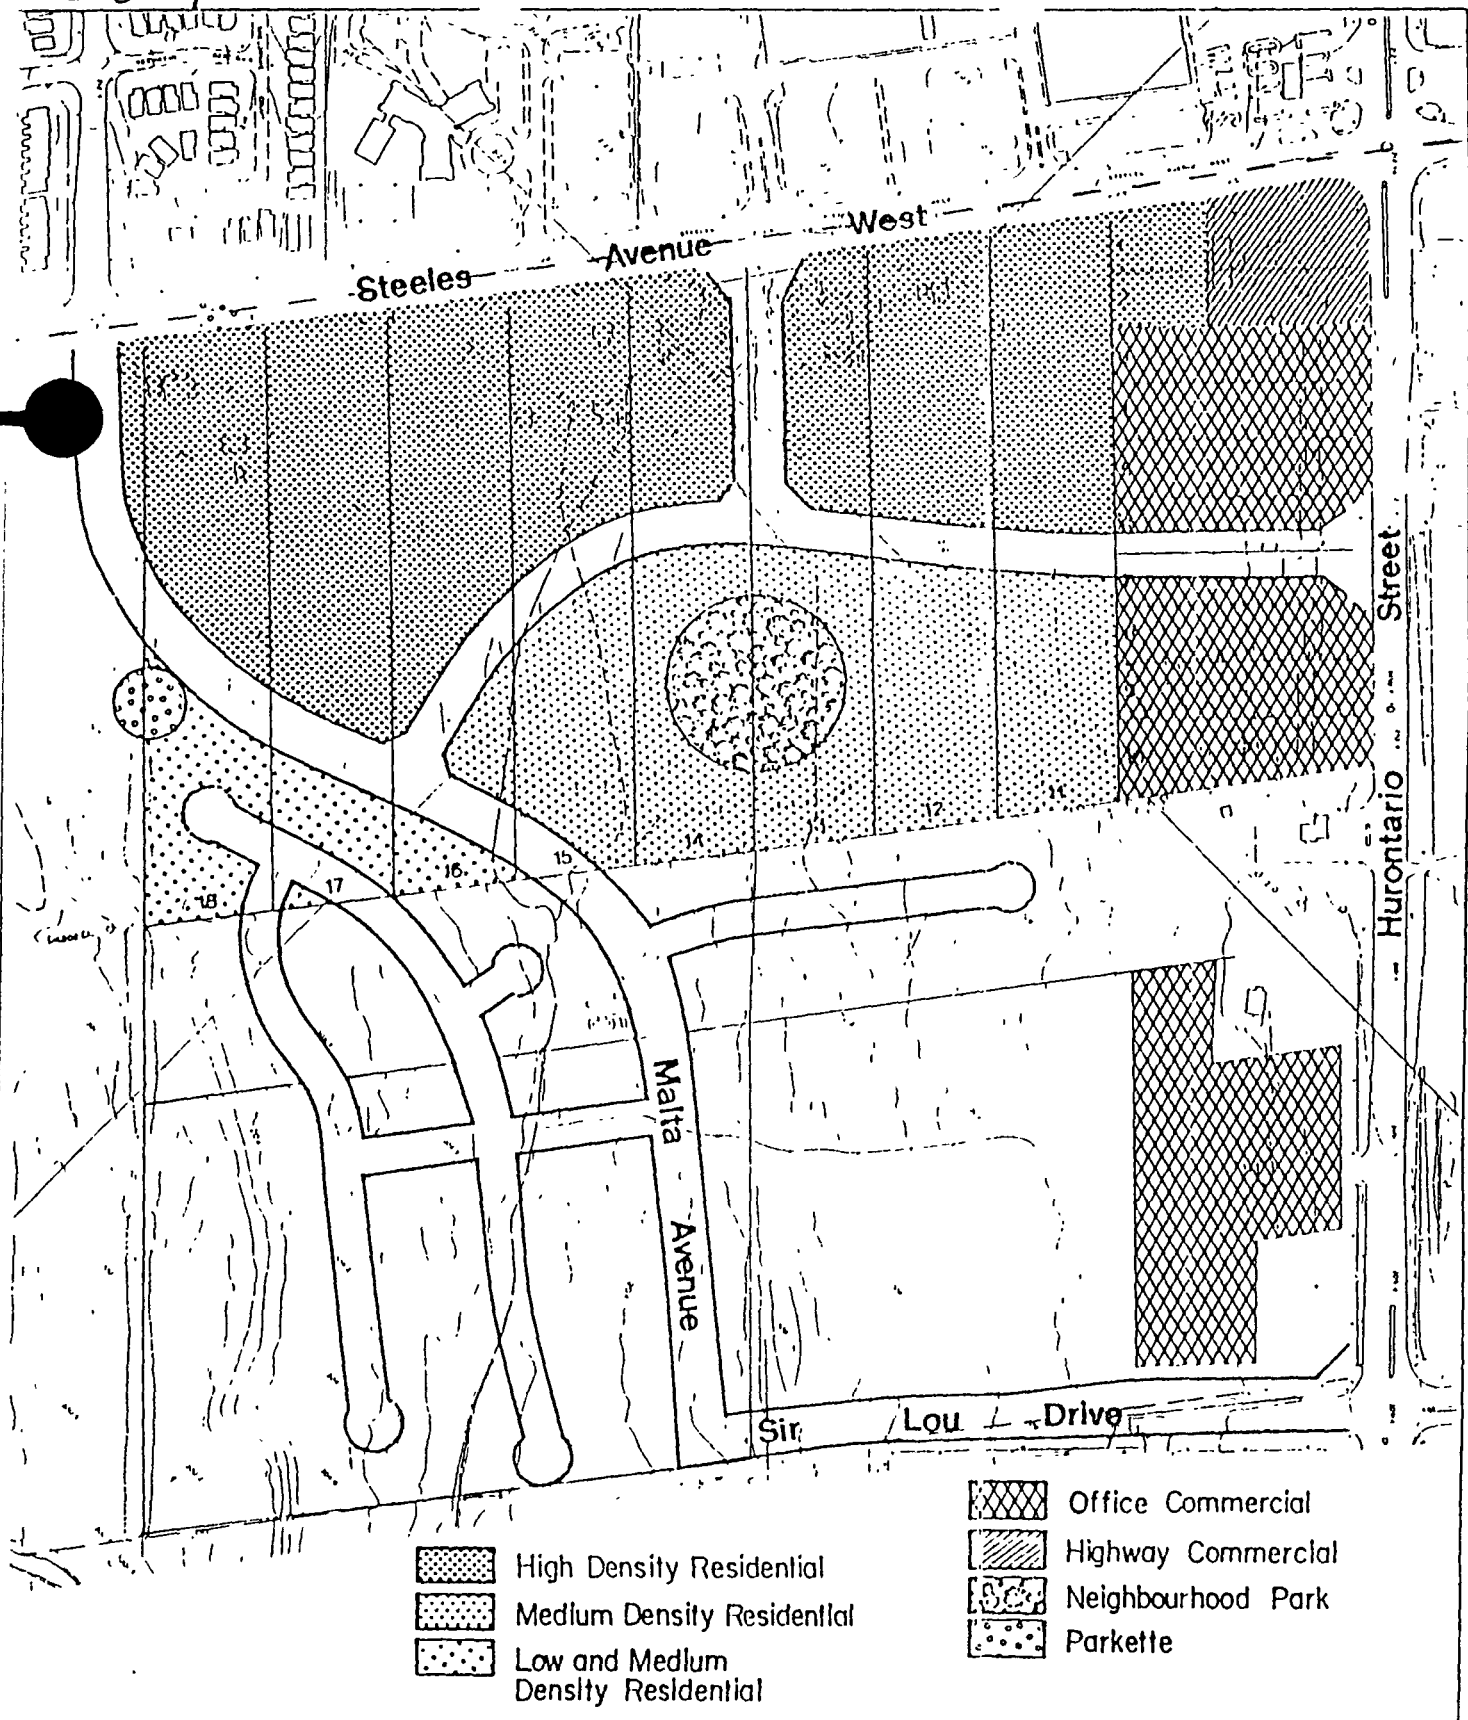 Steeles Avenue West
Street
Hurontario
11
12
13
14
15
16
17
18
Malta
Avenue
Sir Lou Drive
Office Commercial
Highway Commercial
Neighbourhood Park
Parkette
High Density Residential
Medium Density Residential
Low and Medium
Density Residential